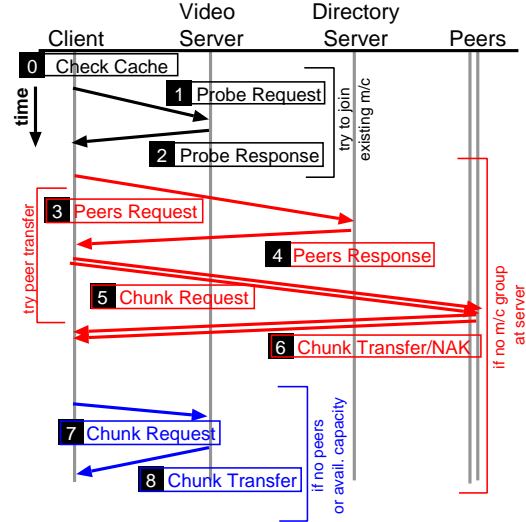 Video
Directory
Client
Server
Server
Peers
0 Check Cache
time
1 Probe Request
2 Probe Response
try to join
existing m/c
3 Peers Request
4 Peers Response
try peer transfer
5 Chunk Request
6 Chunk Transfer/NAK
if no m/c group
at server
7 Chunk Request
8 Chunk Transfer
if no peers
or avail. capacity